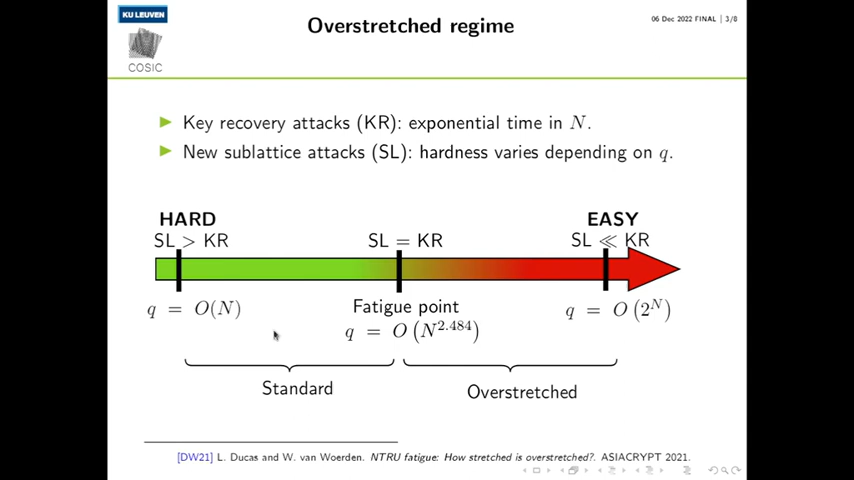 KU LEUVEN
COSIC
Overstretched regime
06 Dec 2022 FINAL | 3/8
Key recovery attacks (KR): exponential time in N.
New sublattice attacks (SL): hardness varies depending on q.
HARD
EASY
SL > KR
SL = KR
SL ≪ KR
q = O(N)
Fatigue point
q = O(N^2.484)
q = O(2^N)
Standard
Overstretched
[DW21] L. Ducas and W. van Woerden. NTRU fatigue: How stretched is overstretched?. ASIACRYPT 2021.